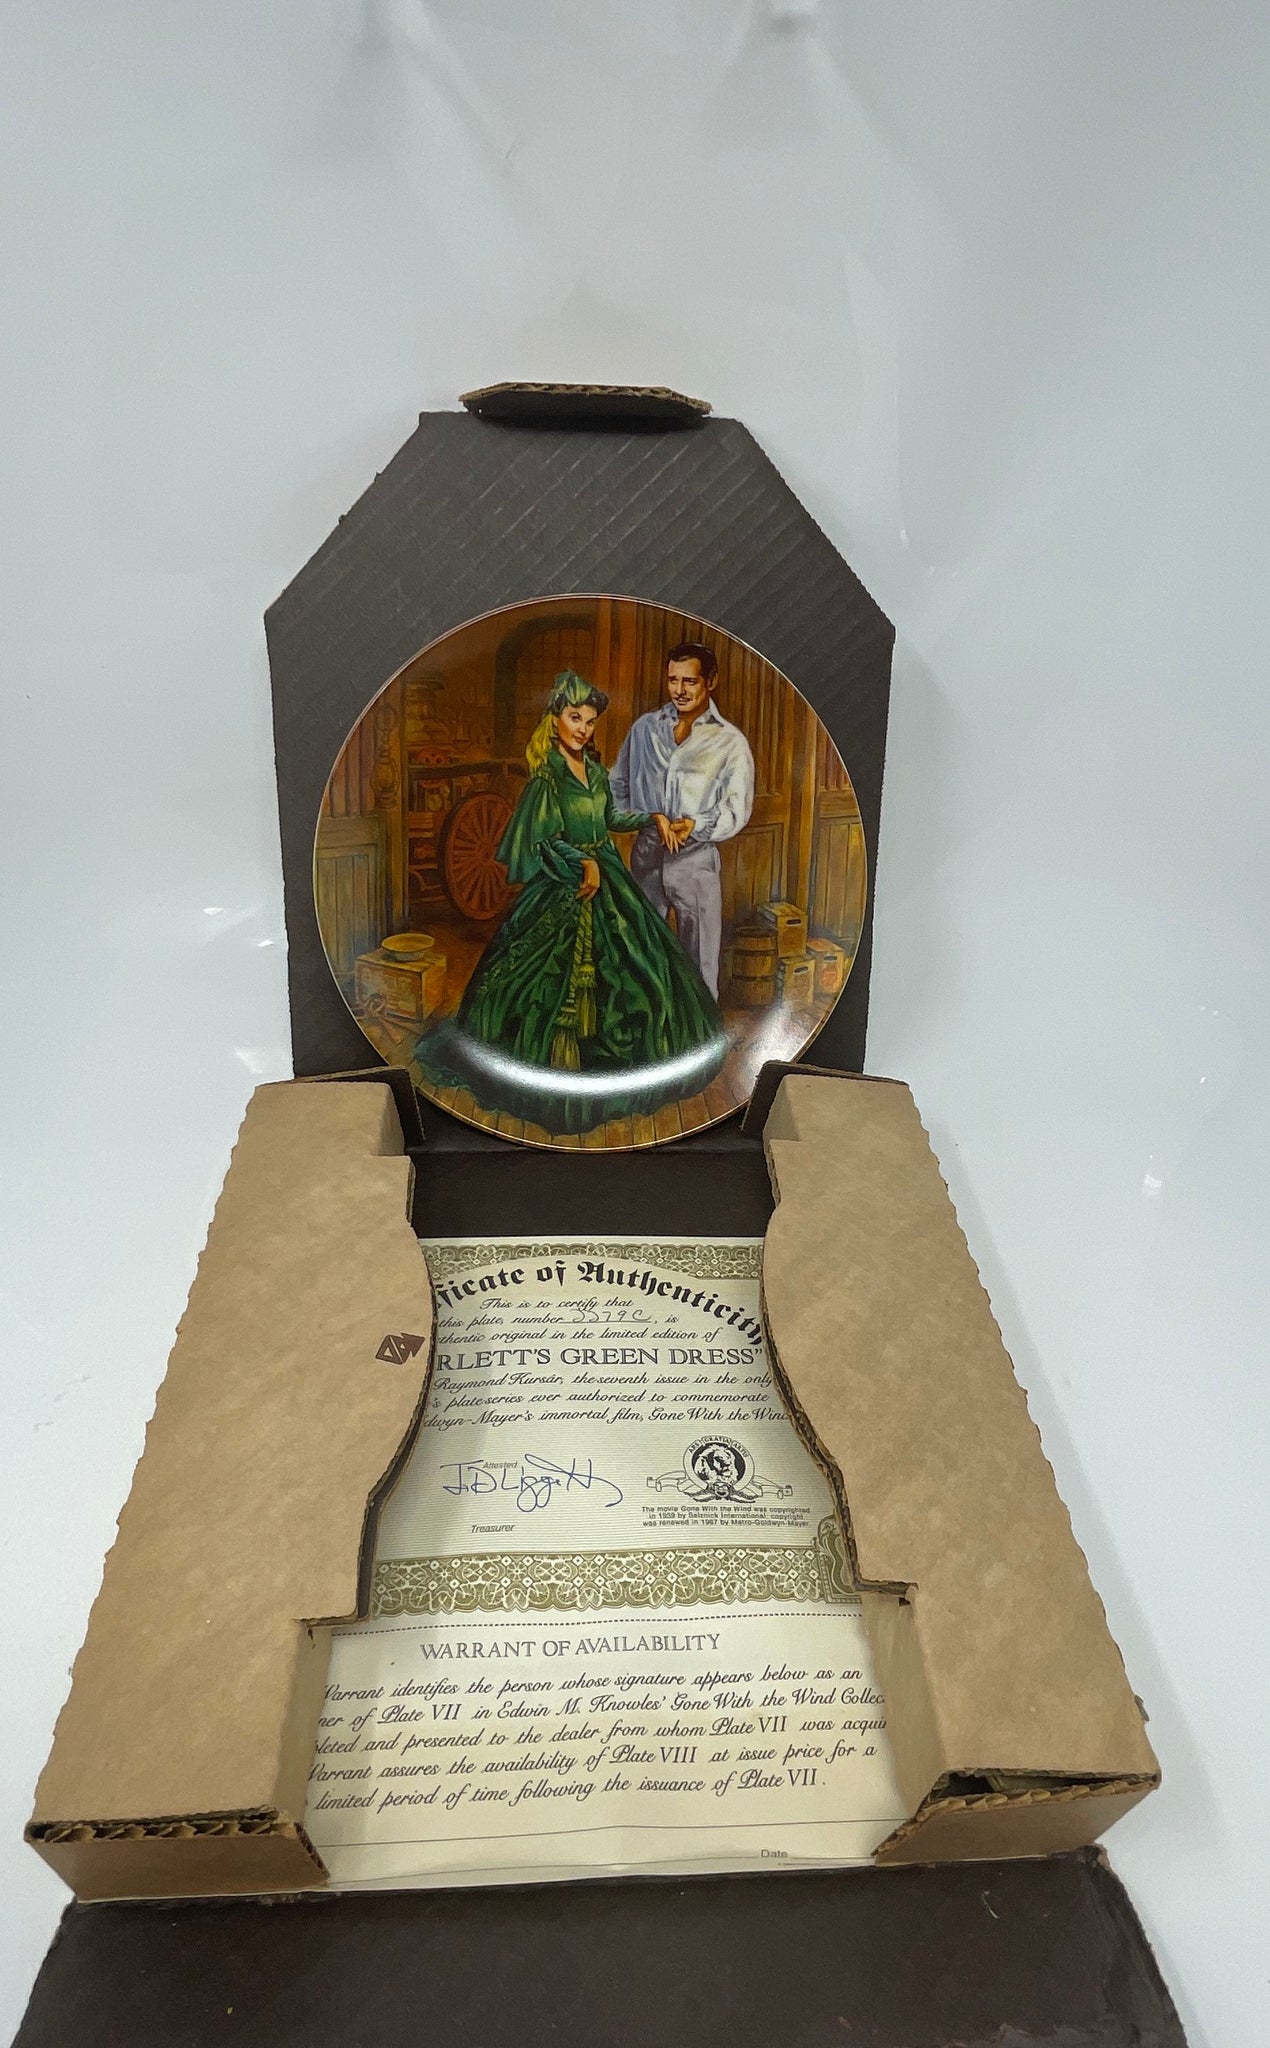 ficate of Authenticity
This is to certify that
this plate, number 2279C, is
thentic original in the limited edition of
RLETT'S GREEN DRESS"
Raymond Kursár, the seventh issue in the only
's plate series ever authorized to commemorate
dwyn-Mayer's immortal film, Gone With the Wind
Attested
ARS GRATIA ARTIS
The movie Gone With the Wind was copyrighted
in 1939 by Selznick International, copyright
was renewed in 1967 by Metro-Goldwyn-Mayer.
Treasurer
WARRANT OF AVAILABILITY
Warrant identifies the person whose signature appears below as an
ner of Plate VII in Edwin M. Knowles' Gone With the Wind Collec
pleted and presented to the dealer from whom Plate VII was acqui
Warrant assures the availability of Plate VIII at issue price for a
limited period of time following the issuance of Plate VII.
Date